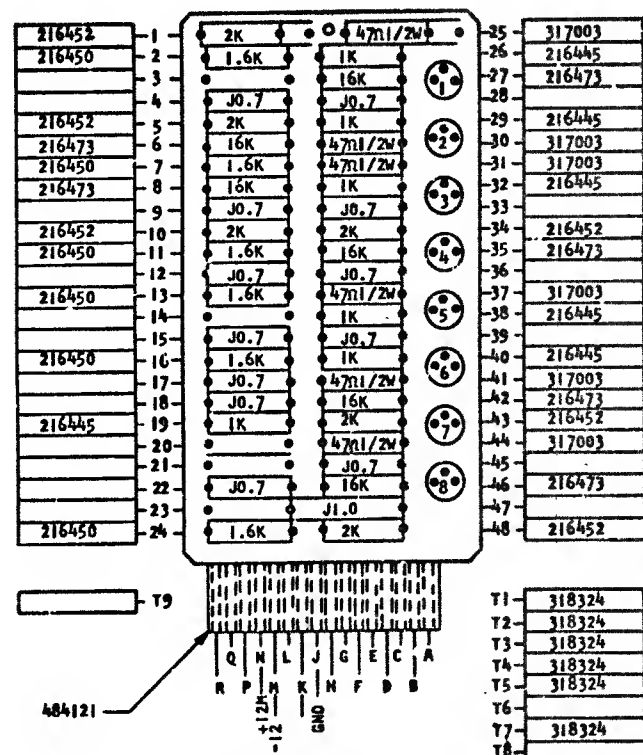 216452 1 2K 47Ω1/2W 25 317003
216450 2 1.6K 1K 26 216445
3 16K 1 27 216473
4 J0.7 J0.7 28
216452 5 2K 1K 29 216445
216473 6 16K 47Ω1/2W 2 30 317003
216450 7 1.6K 47Ω1/2W 31 317003
216473 8 16K 1K 3 32 216445
9 J0.7 J0.7 33
216452 10 2K 2K 34 216452
216450 11 1.6K 16K 4 35 216473
12 J0.7 J0.7 36
216450 13 1.6K 47Ω1/2W 5 37 317003
14 1K 38 216445
15 J0.7 J0.7 39
216450 16 1.6K 1K 6 40 216445
17 J0.7 47Ω1/2W 41 317003
18 J0.7 16K 42 216473
216445 19 1K 2K 7 43 216452
20 47Ω1/2W 44 317003
21 J0.7 45
22 J0.7 16K 8 46 216473
23 J1.0 47
216450 24 1.6K 2K 48 216452
T9
T1 318324
T2 318324
T3 318324
T4 318324
T5 318324
T6
T7 318324
T8
Q N L J G E C A
R P M K H F D B
+12M
-12
GND
484121